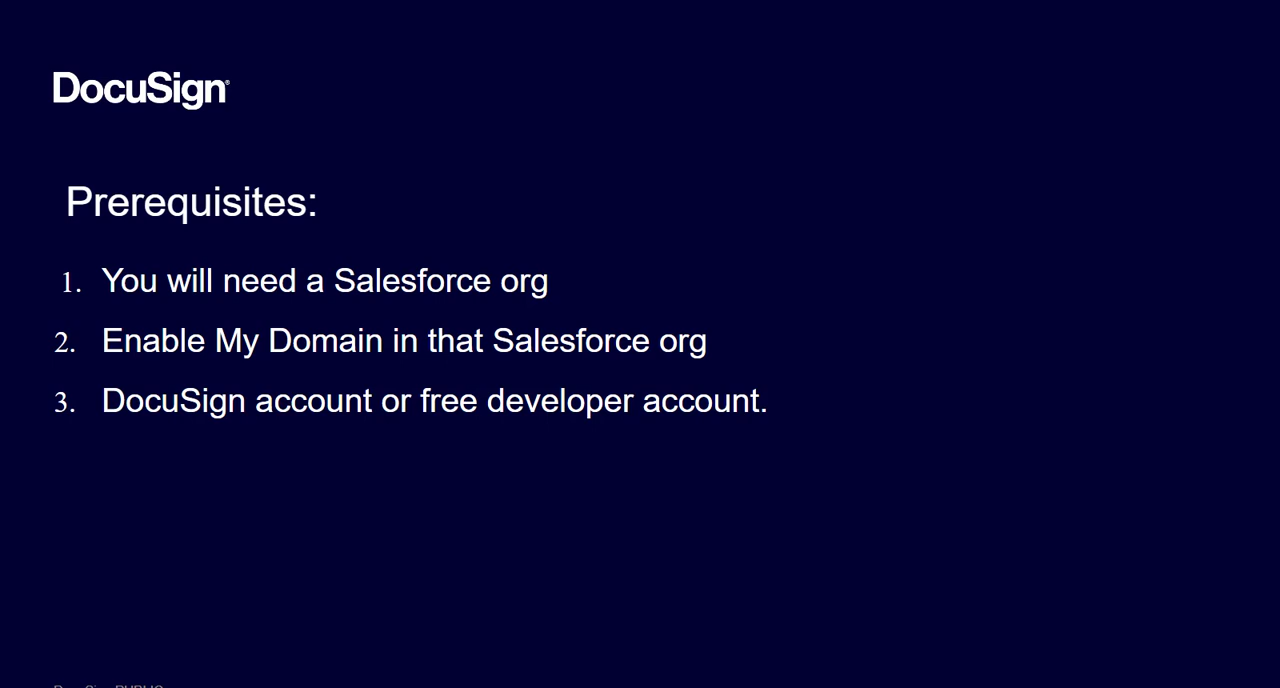 DocuSign®
Prerequisites:
1. You will need a Salesforce org
2. Enable My Domain in that Salesforce org
3. DocuSign account or free developer account.